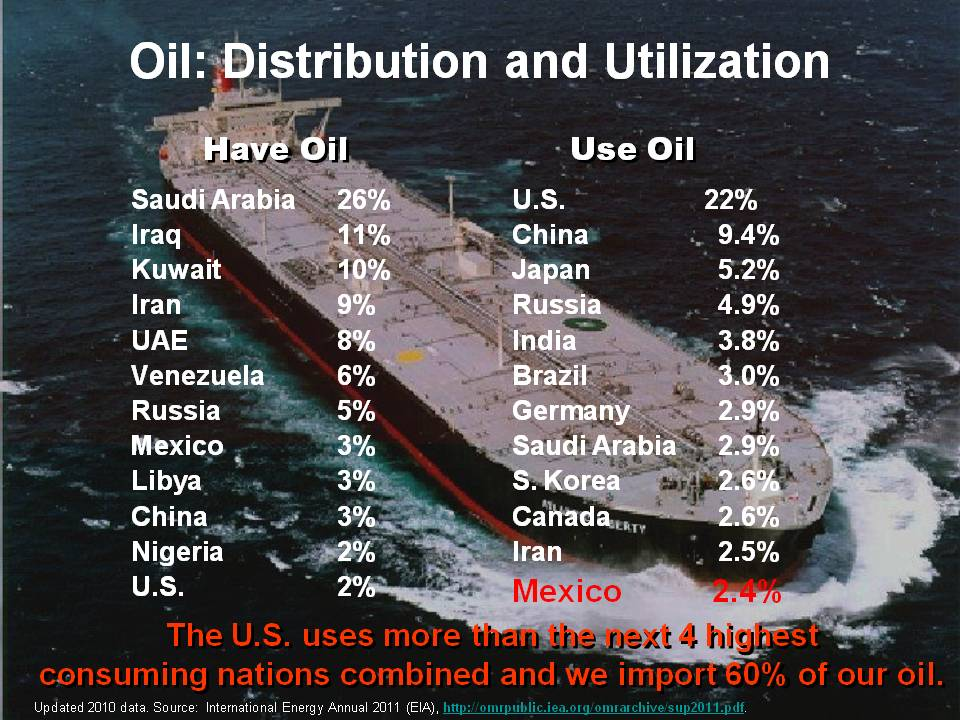 Oil: Distribution and Utilization
Have Oil
Saudi Arabia 26%
Iraq 11%
Kuwait 10%
Iran 9%
UAE 8%
Venezuela 6%
Russia 5%
Mexico 3%
Libya 3%
China 3%
Nigeria 2%
U.S. 2%
Use Oil
U.S. 22%
China 9.4%
Japan 5.2%
Russia 4.9%
India 3.8%
Brazil 3.0%
Germany 2.9%
Saudi Arabia 2.9%
S. Korea 2.6%
Canada 2.6%
Iran 2.5%
Mexico 2.4%
The U.S. uses more than the next 4 highest
consuming nations combined and we import 60% of our oil.
Updated 2010 data. Source: International Energy Annual 2011 (EIA), http://omrpublic.iea.org/omrarchive/sup2011.pdf.